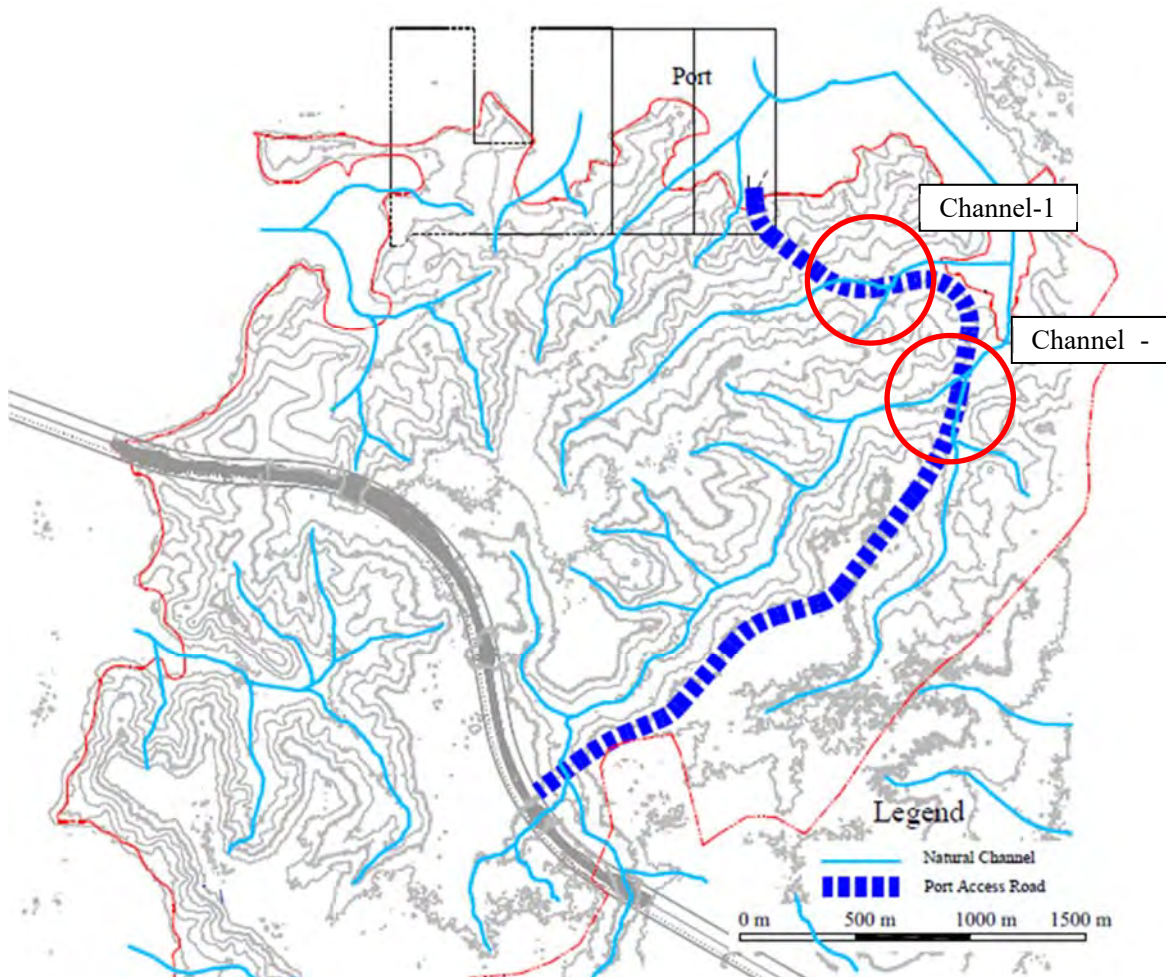 Port
Channel-1
Channel -
Legend
Natural Channel
Port Access Road
0 m 500 m 1000 m 1500 m